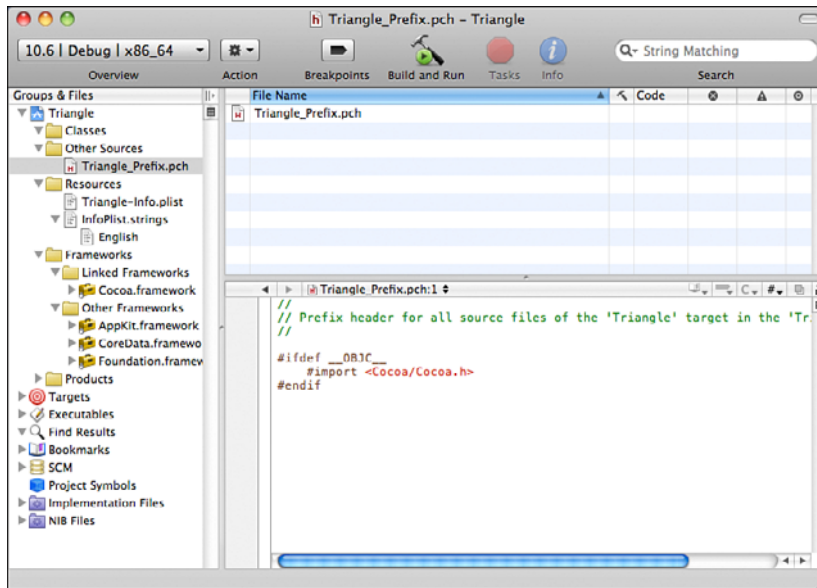 Triangle_Prefix.pch – Triangle
10.6 | Debug | x86_64
String Matching
Overview
Action
Breakpoints
Build and Run
Tasks
Info
Search
Groups & Files
File Name
Code
Triangle
Triangle_Prefix.pch
Classes
Other Sources
Triangle_Prefix.pch
Resources
Triangle-Info.plist
InfoPlist.strings
English
Frameworks
Linked Frameworks
Cocoa.framework
Other Frameworks
AppKit.framework
CoreData.framewo
Foundation.framew
Products
Targets
Executables
Find Results
Bookmarks
SCM
Project Symbols
Implementation Files
NIB Files
Triangle_Prefix.pch:1
C
#
//
// Prefix header for all source files of the 'Triangle' target in the 'Tr
//
#ifdef __OBJC__
#import <Cocoa/Cocoa.h>
#endif